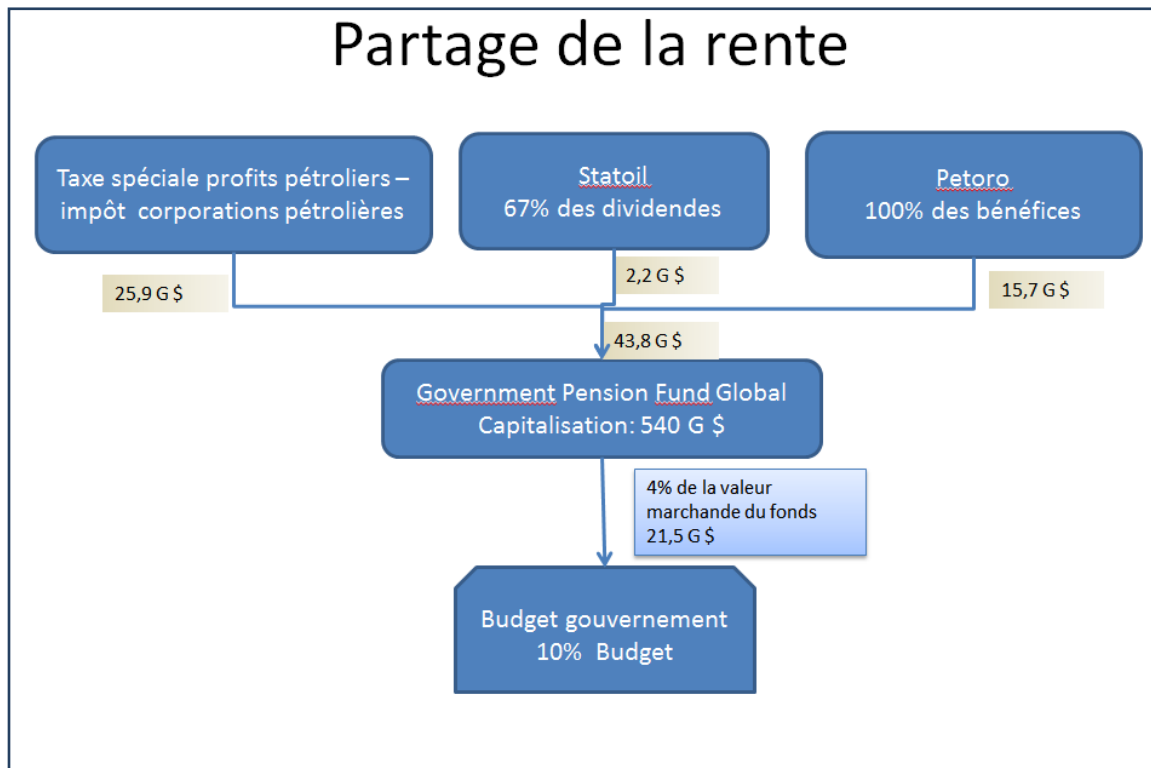 Partage de la rente
Taxe spéciale profits pétroliers –
impôt corporations pétrolières
Statoil
67% des dividendes
Petoro
100% des bénéfices
25,9 G $
2,2 G $
15,7 G $
43,8 G $
Government Pension Fund Global
Capitalisation: 540 G $
4% de la valeur
marchande du fonds
21,5 G $
Budget gouvernement
10% Budget